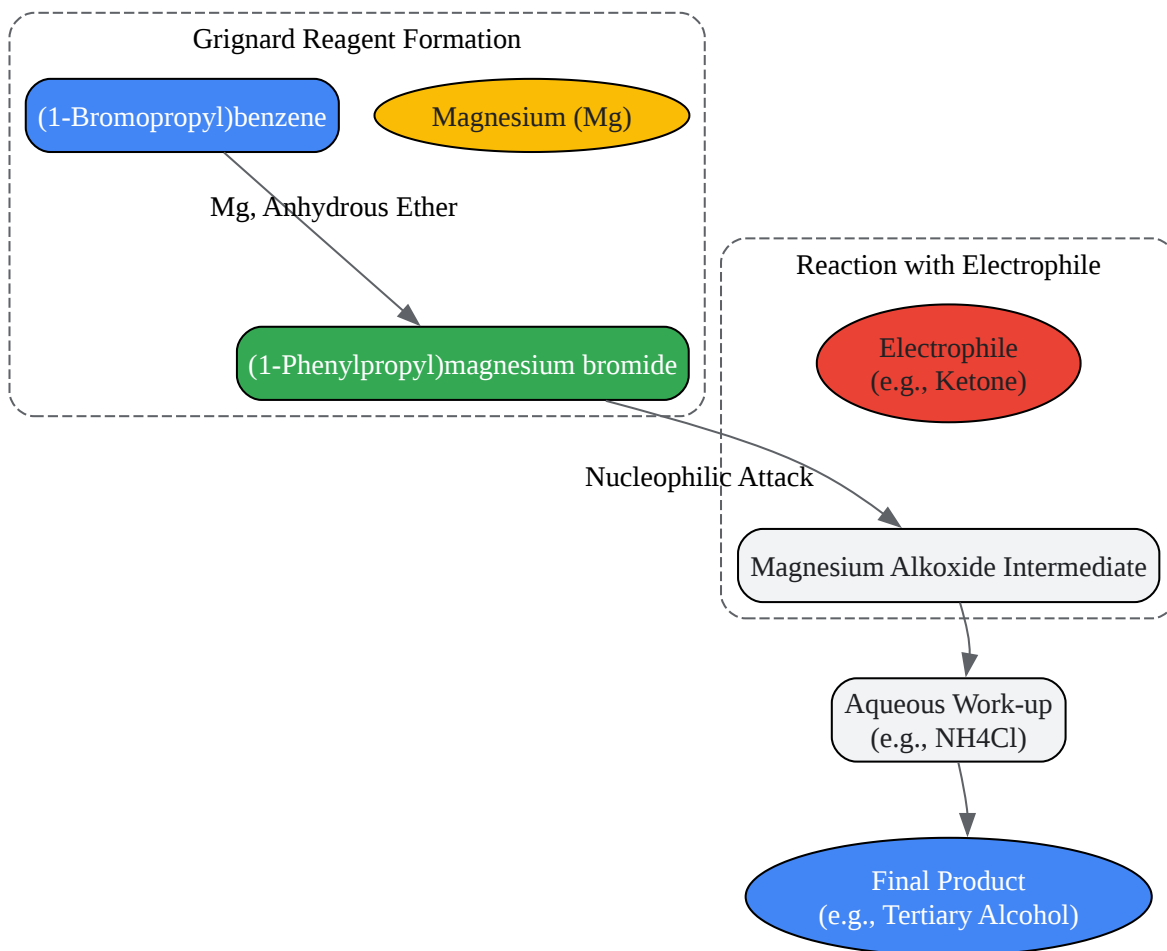 Grignard Reagent Formation
(1-Bromopropyl)benzene
Magnesium (Mg)
Mg, Anhydrous Ether
(1-Phenylpropyl)magnesium bromide
Reaction with Electrophile
Electrophile
(e.g., Ketone)
Nucleophilic Attack
Magnesium Alkoxide Intermediate
Aqueous Work-up
(e.g., NH4Cl)
Final Product
(e.g., Tertiary Alcohol)